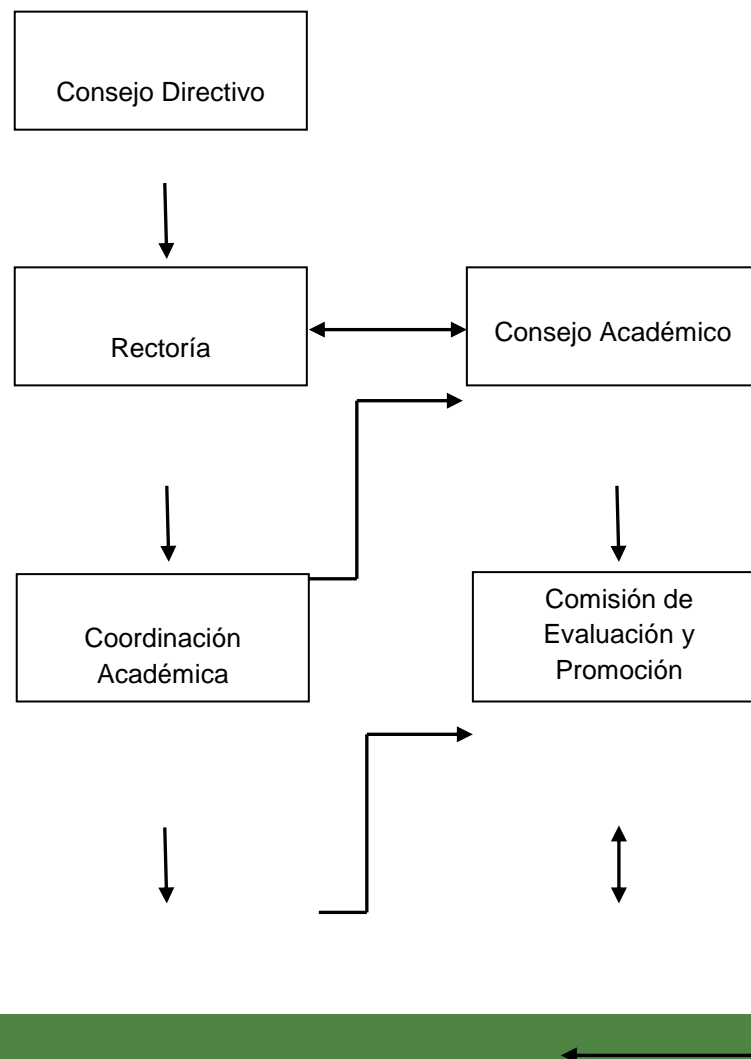 Consejo Directivo
Rectoría
Consejo Académico
Coordinación
Académica
Comisión de
Evaluación y
Promoción